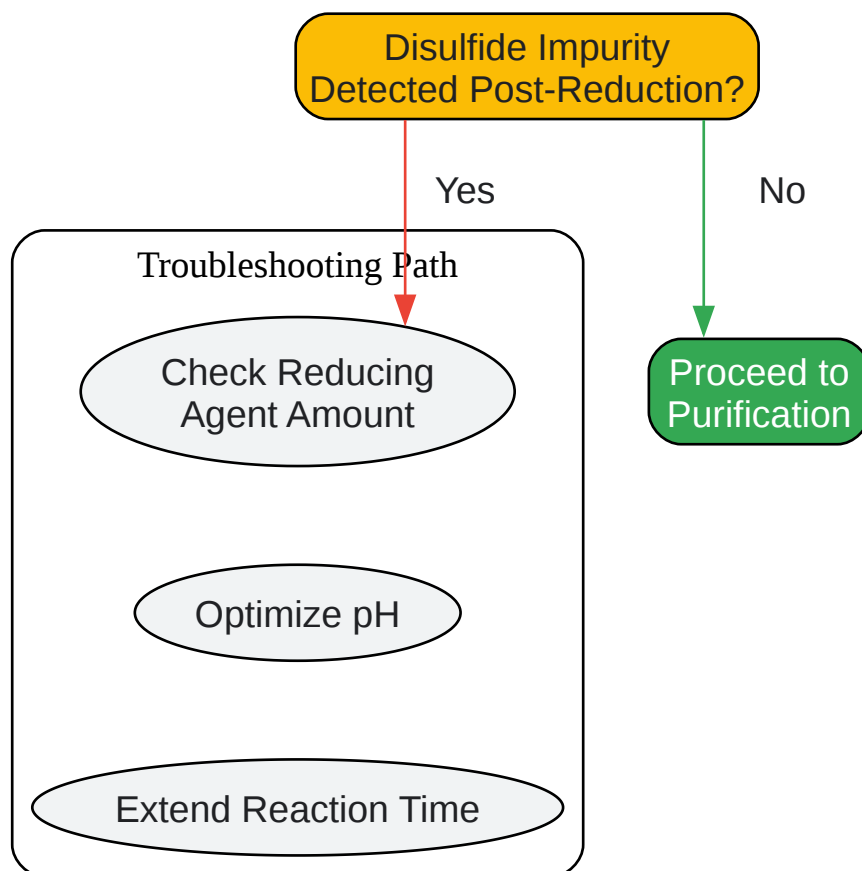 Disulfide Impurity
Detected Post-Reduction?
Yes
No
Troubleshooting Path
Check Reducing
Agent Amount
Proceed to
Purification
Optimize pH
Extend Reaction Time